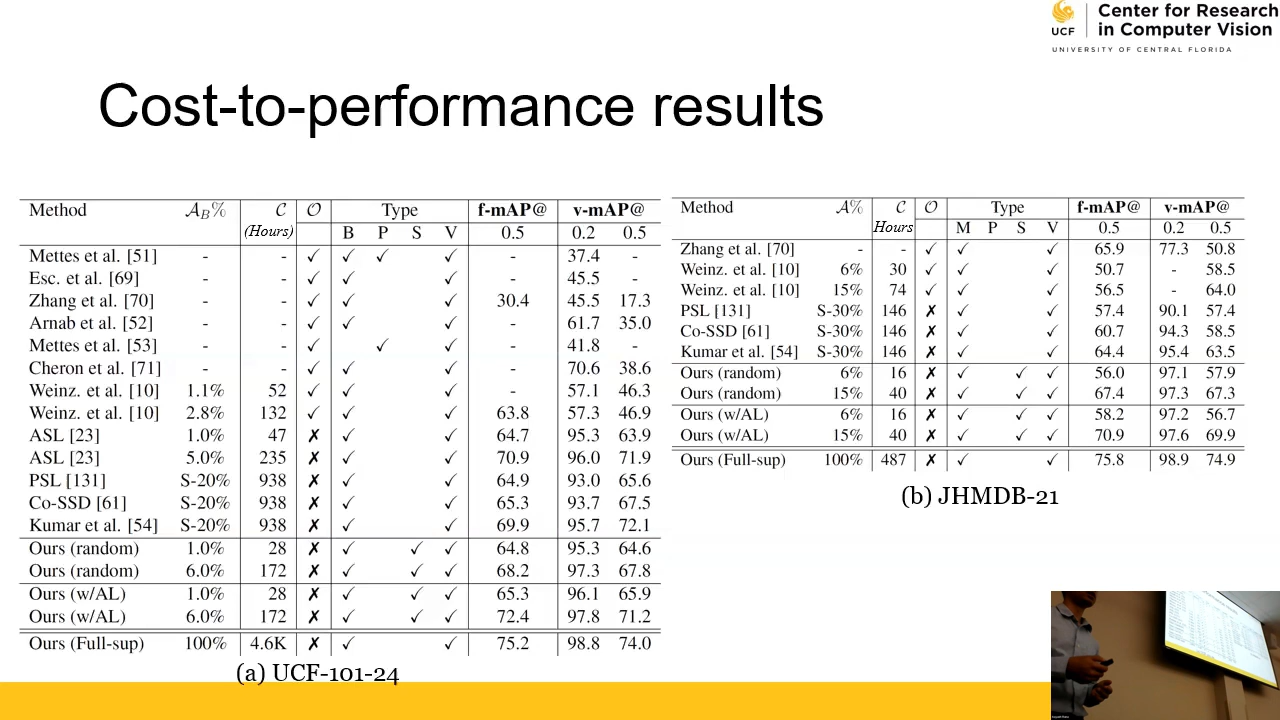 UCF
Center for Research
in Computer Vision
UNIVERSITY OF CENTRAL FLORIDA
Cost-to-performance results
Method 𝒜B% 𝒞 𝒪 Type f-mAP@ v-mAP@
(Hours) B P S V 0.5 0.2 0.5
Mettes et al. [51] - - ✓ ✓ ✓ ✓ - 37.4 -
Esc. et al. [69] - - ✓ ✓ ✓ - 45.5 -
Zhang et al. [70] - - ✓ ✓ ✓ 30.4 45.5 17.3
Arnab et al. [52] - - ✓ ✓ ✓ - 61.7 35.0
Mettes et al. [53] - - ✓ ✓ ✓ - 41.8 -
Cheron et al. [71] - - ✓ ✓ ✓ - 70.6 38.6
Weinz. et al. [10] 1.1% 52 ✓ ✓ ✓ - 57.1 46.3
Weinz. et al. [10] 2.8% 132 ✓ ✓ ✓ 63.8 57.3 46.9
ASL [23] 1.0% 47 ✗ ✓ ✓ 64.7 95.3 63.9
ASL [23] 5.0% 235 ✗ ✓ ✓ 70.9 96.0 71.9
PSL [131] S-20% 938 ✗ ✓ ✓ 64.9 93.0 65.6
Co-SSD [61] S-20% 938 ✗ ✓ ✓ 65.3 93.7 67.5
Kumar et al. [54] S-20% 938 ✗ ✓ ✓ 69.9 95.7 72.1
Ours (random) 1.0% 28 ✗ ✓ ✓ ✓ 64.8 95.3 64.6
Ours (random) 6.0% 172 ✗ ✓ ✓ ✓ 68.2 97.3 67.8
Ours (w/AL) 1.0% 28 ✗ ✓ ✓ ✓ 65.3 96.1 65.9
Ours (w/AL) 6.0% 172 ✗ ✓ ✓ ✓ 72.4 97.8 71.2
Ours (Full-sup) 100% 4.6K ✗ ✓ ✓ 75.2 98.8 74.0
(a) UCF-101-24
Method 𝒜% 𝒞 𝒪 Type f-mAP@ v-mAP@
Hours M P S V 0.5 0.2 0.5
Zhang et al. [70] - - ✓ ✓ ✓ 65.9 77.3 50.8
Weinz. et al. [10] 6% 30 ✓ ✓ ✓ 50.7 - 58.5
Weinz. et al. [10] 15% 74 ✓ ✓ ✓ 56.5 - 64.0
PSL [131] S-30% 146 ✗ ✓ ✓ 57.4 90.1 57.4
Co-SSD [61] S-30% 146 ✗ ✓ ✓ 60.7 94.3 58.5
Kumar et al. [54] S-30% 146 ✗ ✓ ✓ 64.4 95.4 63.5
Ours (random) 6% 16 ✗ ✓ ✓ ✓ 56.0 97.1 57.9
Ours (random) 15% 40 ✗ ✓ ✓ ✓ 67.4 97.3 67.3
Ours (w/AL) 6% 16 ✗ ✓ ✓ ✓ 58.2 97.2 56.7
Ours (w/AL) 15% 40 ✗ ✓ ✓ ✓ 70.9 97.6 69.9
Ours (Full-sup) 100% 487 ✗ ✓ ✓ 75.8 98.9 74.9
(b) JHMDB-21